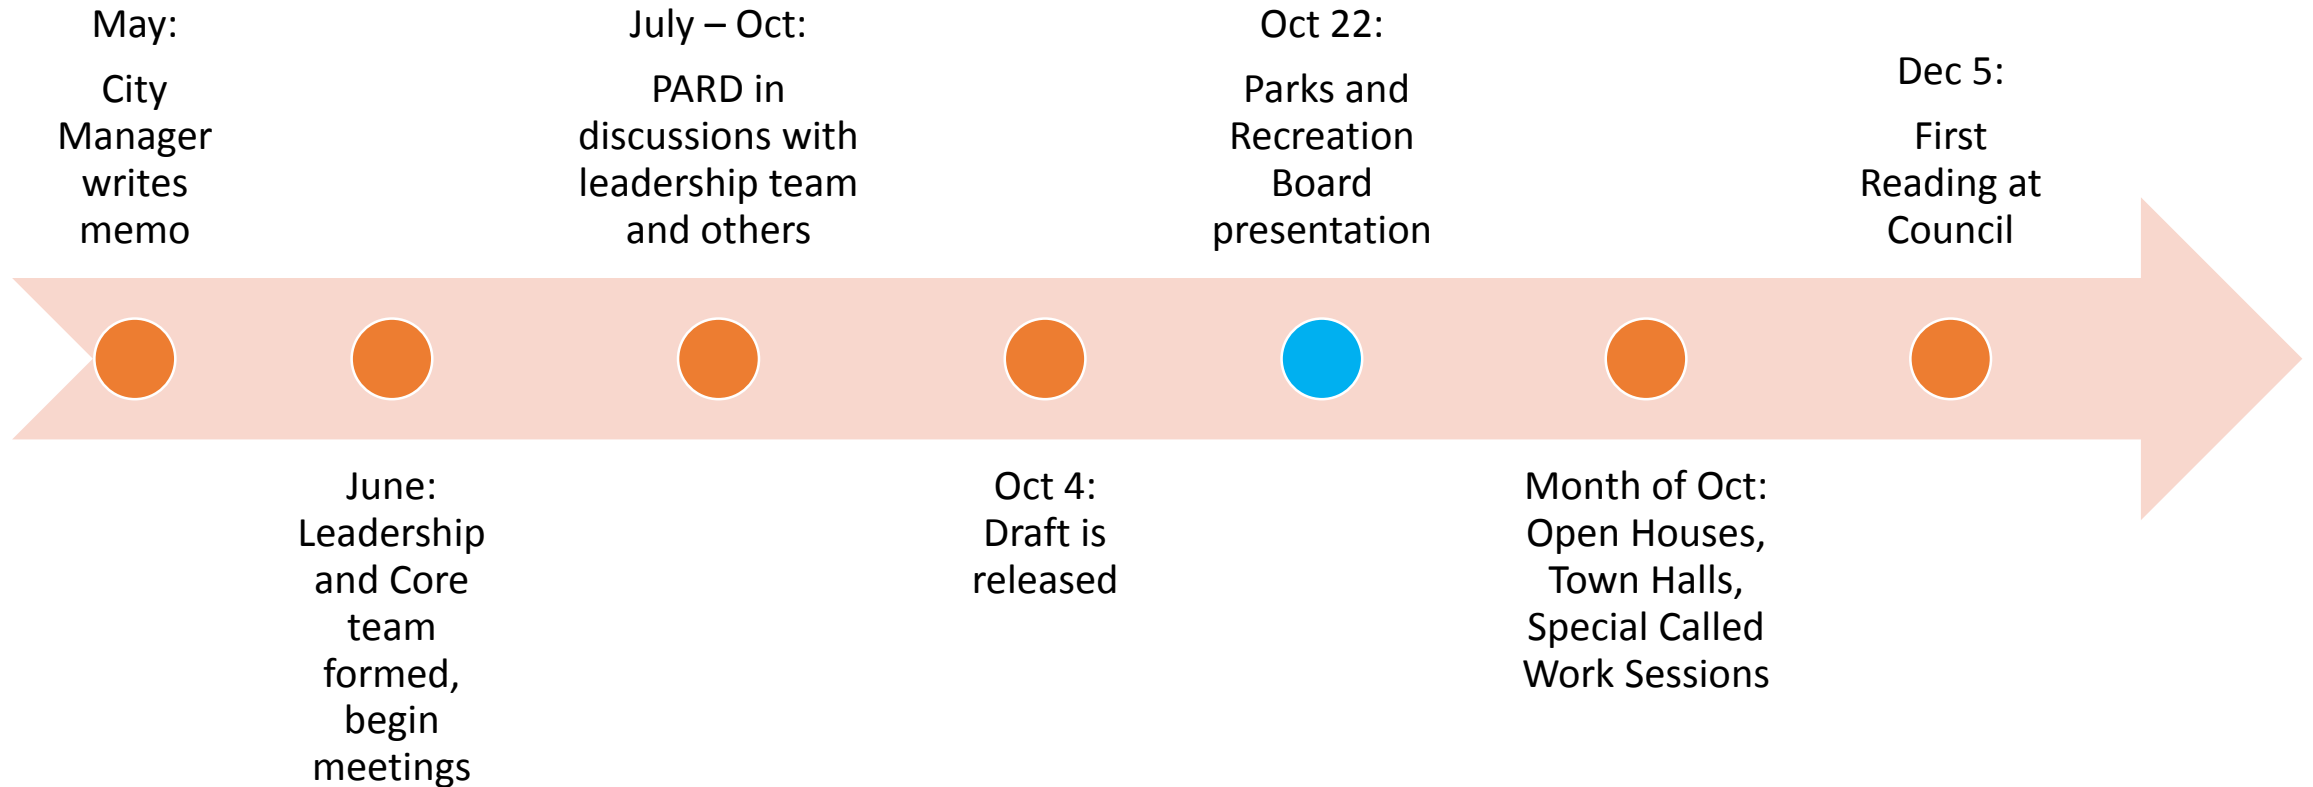 May:
City
Manager
writes
memo
June:
Leadership
and Core
team
formed,
begin
meetings
July – Oct:
PARD in
discussions with
leadership team
and others
Oct 4:
Draft is
released
Oct 22:
Parks and
Recreation
Board
presentation
Month of Oct:
Open Houses,
Town Halls,
Special Called
Work Sessions
Dec 5:
First
Reading at
Council